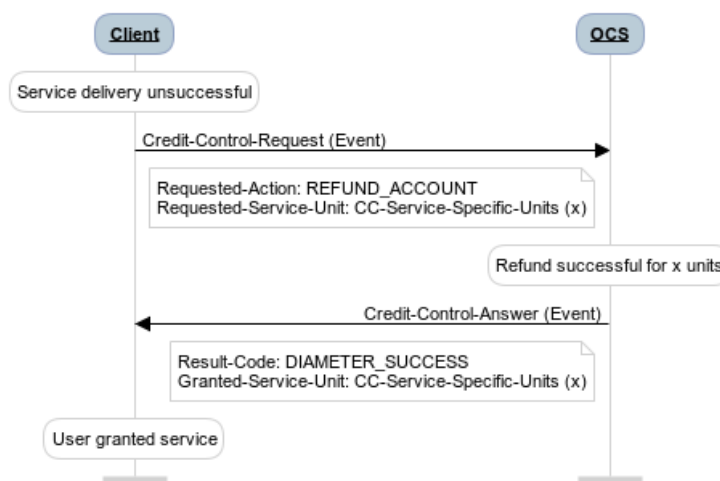 Client
OCS
Service delivery unsuccessful
Credit-Control-Request (Event)
Requested-Action: REFUND_ACCOUNT
Requested-Service-Unit: CC-Service-Specific-Units (x)
Refund successful for x units
Credit-Control-Answer (Event)
Result-Code: DIAMETER_SUCCESS
Granted-Service-Unit: CC-Service-Specific-Units (x)
User granted service